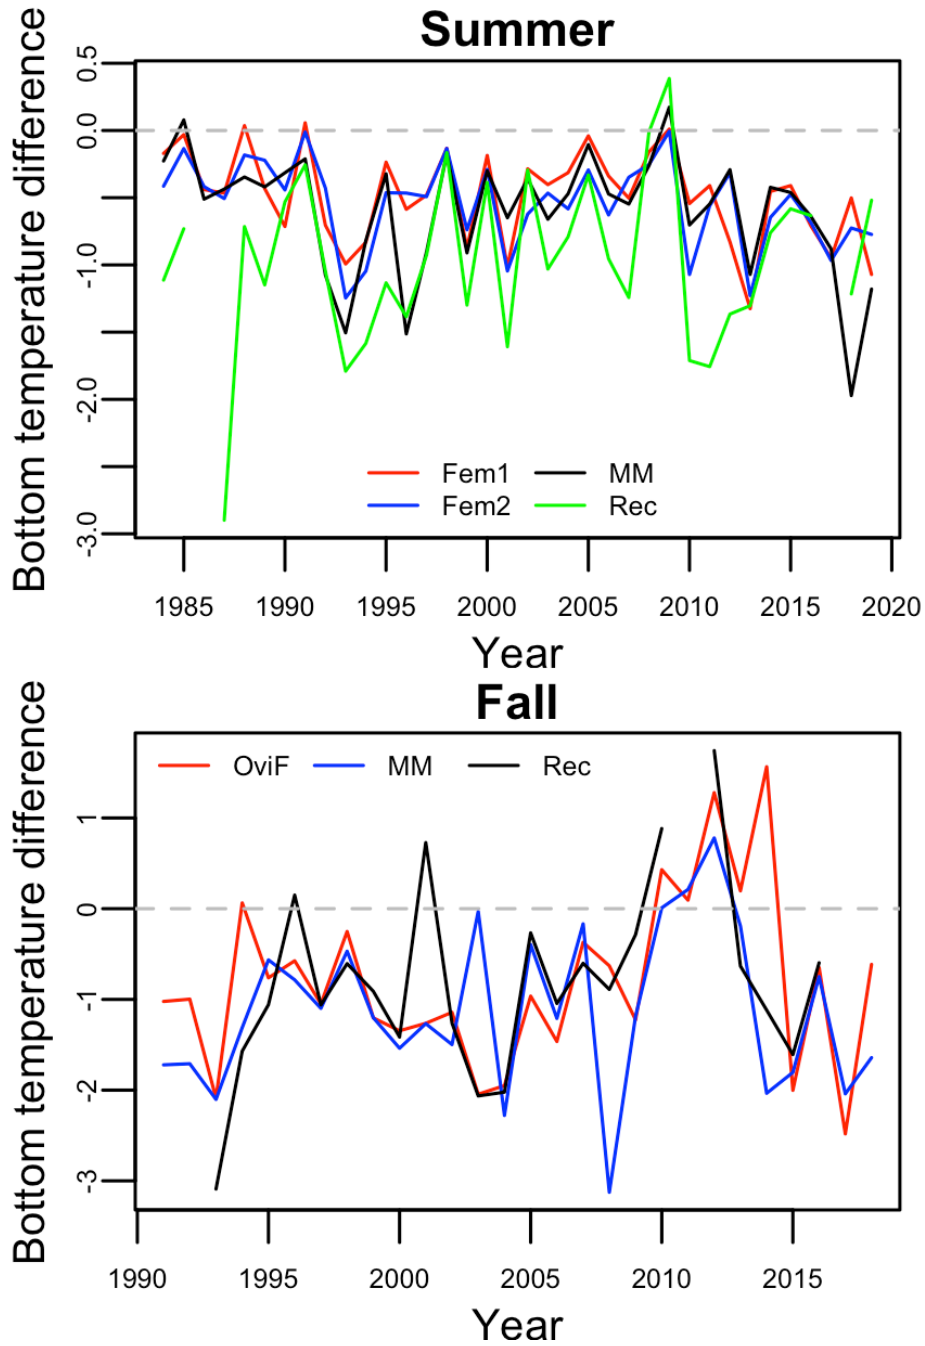 Summer
Bottom temperature difference
0.5
0.0
-1.0
-2.0
-3.0
Fem1 MM
Fem2 Rec
1985 1990 1995 2000 2005 2010 2015 2020
Year
Fall
Bottom temperature difference
OviF MM Rec
1
0
-1
-2
-3
1990 1995 2000 2005 2010 2015
Year